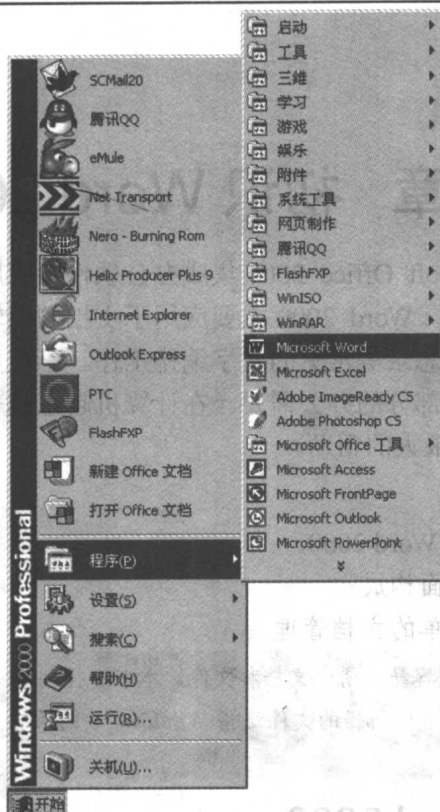 SCMail20
腾讯QQ
eMule
Net Transport
Nero - Burning Rom
Helix Producer Plus 9
Internet Explorer
Outlook Express
PTC
FlashFXP
新建 Office 文档
打开 Office 文档
程序(P)
设置(S)
搜索(C)
帮助(H)
运行(R)...
关机(U)...
Windows 2000 Professional
开始
启动
工具
三维
学习
游戏
娱乐
附件
系统工具
网页制作
腾讯QQ
FlashFXP
WinISO
WinRAR
Microsoft Word
Microsoft Excel
Adobe ImageReady CS
Adobe Photoshop CS
Microsoft Office 工具
Microsoft Access
Microsoft FrontPage
Microsoft Outlook
Microsoft PowerPoint